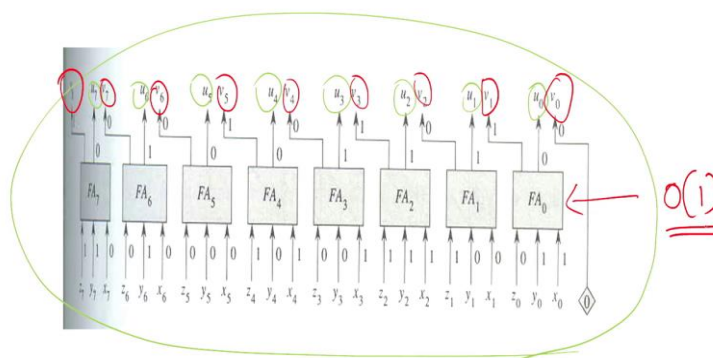 1 u₇ v₇ u₆ v₆ u₅ v₅ u₄ v₄ u₃ v₃ u₂ v₂ u₁ v₁ u₀ v₀
0 0 1 0 1 0 1 0
0 1 0 0 1 1 1 0
FA₇ FA₆ FA₅ FA₄ FA₃ FA₂ FA₁ FA₀ O(1)
1 1 0 0 1 0 0 0 0 1 0 1 0 0 1 1 1 1 1 0 0 0 1 1
z₇ y₇ x₇ z₆ y₆ x₆ z₅ y₅ x₅ z₄ y₄ x₄ z₃ y₃ x₃ z₂ y₂ x₂ z₁ y₁ x₁ z₀ y₀ x₀ 0